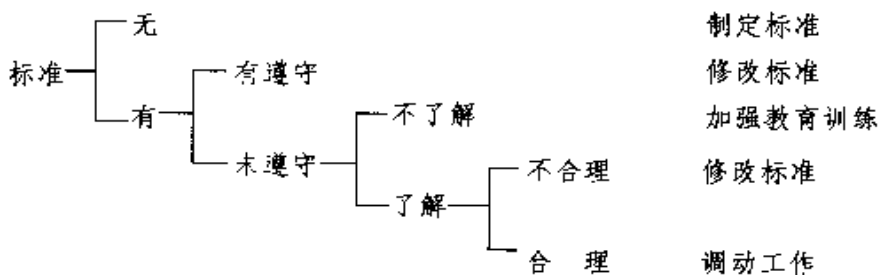 无 制定标准
标准 有遵守 修改标准
有 不了解 加强教育训练
未遵守 不合理 修改标准
了解
合 理 调动工作